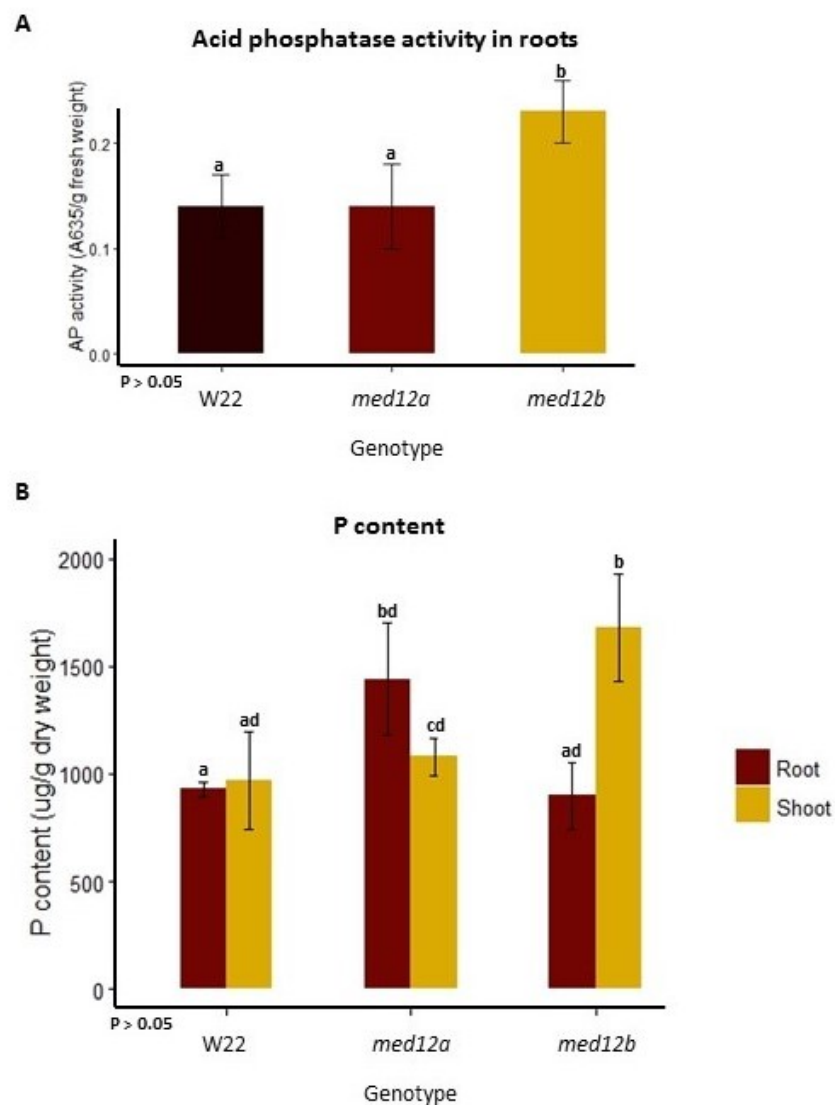 A
Acid phosphatase activity in roots
AP activity (A635/g fresh weight)
0.2
0.1
0.0
a
a
b
P > 0.05
W22
med12a
med12b
Genotype
B
P content
P content (ug/g dry weight)
2000
1500
1000
500
0
a
ad
bd
cd
ad
b
Root
Shoot
P > 0.05
W22
med12a
med12b
Genotype